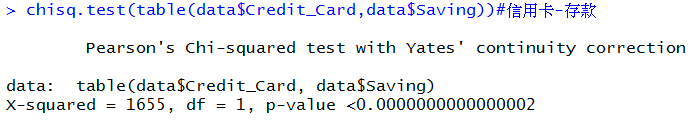 > chisq.test(table(data$Credit_Card,data$Saving))#信用卡-存款
Pearson's Chi-squared test with Yates' continuity correction
data:  table(data$Credit_Card, data$Saving)
X-squared = 1655, df = 1, p-value <0.0000000000000002